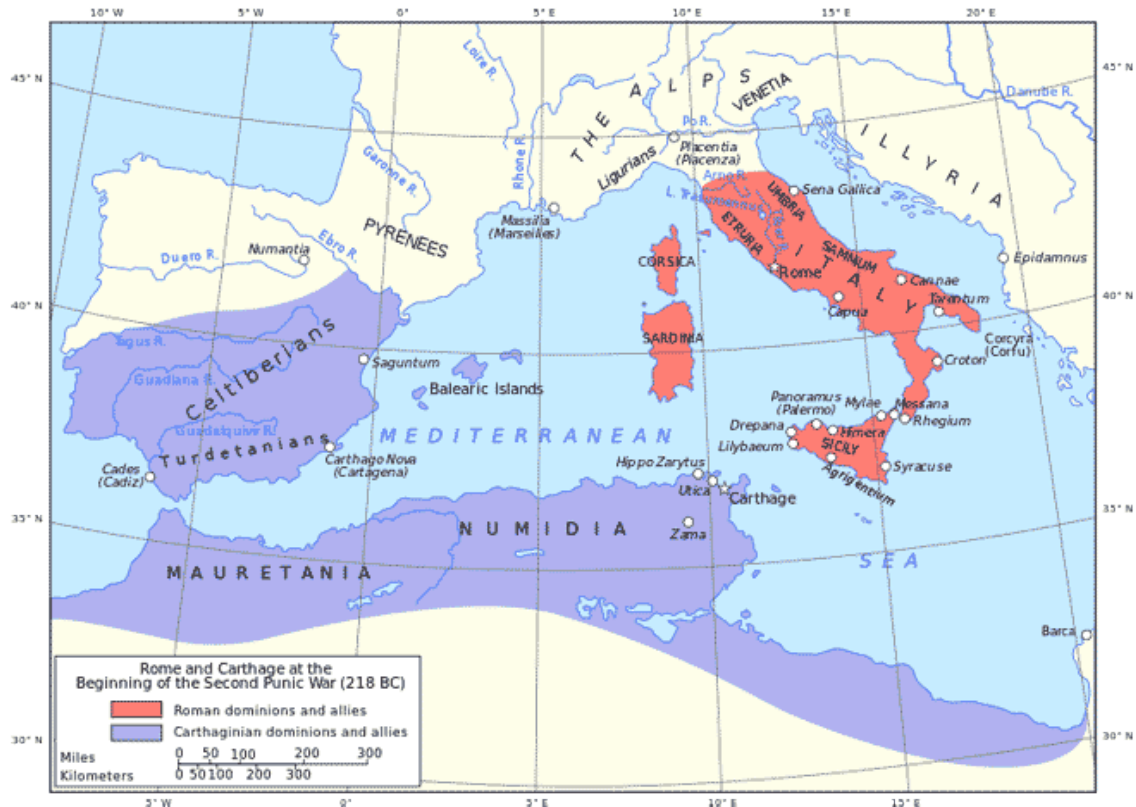 10° W
5° W
0°
5° E
10° E
15° E
20° E
45° N
45° N
Loire R.
THE ALPS
VENETIA
Danube R.
Po R.
ILLYRIA
Garonne R.
Rhone R.
Ligurians
Placentia
(Piacenza)
Arno R.
Sena Gallica
UMBRIA
L. Trasumennus
Tiber R.
ETRURIA
Massilia
(Marseilles)
PYRENEES
Ebro R.
Numantia
Duero R.
ITALY
SAMNIUM
Epidamnus
CORSICA
Rome
Cannae
40° N
40° N
Capua
Tarentum
Tagus R.
Celtiberians
Saguntum
SARDINIA
Corcyra
(Corfu)
Croton
Guadiana R.
Balearic Islands
Panoramus
(Palermo)
Mylae
Messana
Rhegium
Guadalquivir R.
Turdetanians
MEDITERRANEAN
Drepana
Himera
Lilybaeum
SICILY
Cades
(Cadiz)
Carthago Nova
(Cartagena)
Hippo Zarytus
Syracuse
Agrigentium
Utica
Carthage
35° N
35° N
NUMIDIA
Zama
SEA
MAURETANIA
Barca
Rome and Carthage at the
Beginning of the Second Punic War (218 BC)
Roman dominions and allies
Carthaginian dominions and allies
Miles
0 50 100 200 300
Kilometers
0 50 100 200 300
30° N
30° N
5° W
0°
5° E
10° E
15° E